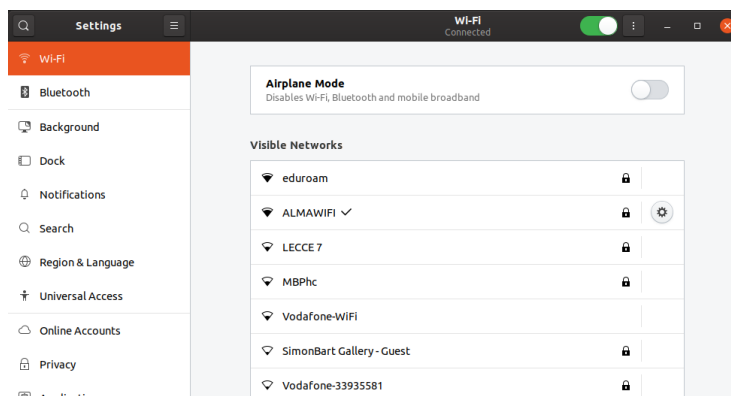 Settings
Wi-Fi
Connected
Wi-Fi
Bluetooth
Background
Dock
Notifications
Search
Region & Language
Universal Access
Online Accounts
Privacy
Airplane Mode
Disables Wi-Fi, Bluetooth and mobile broadband
Visible Networks
eduroam
ALMAWIFI
LECCE 7
MBPhc
Vodafone-WiFi
SimonBart Gallery - Guest
Vodafone-33935581